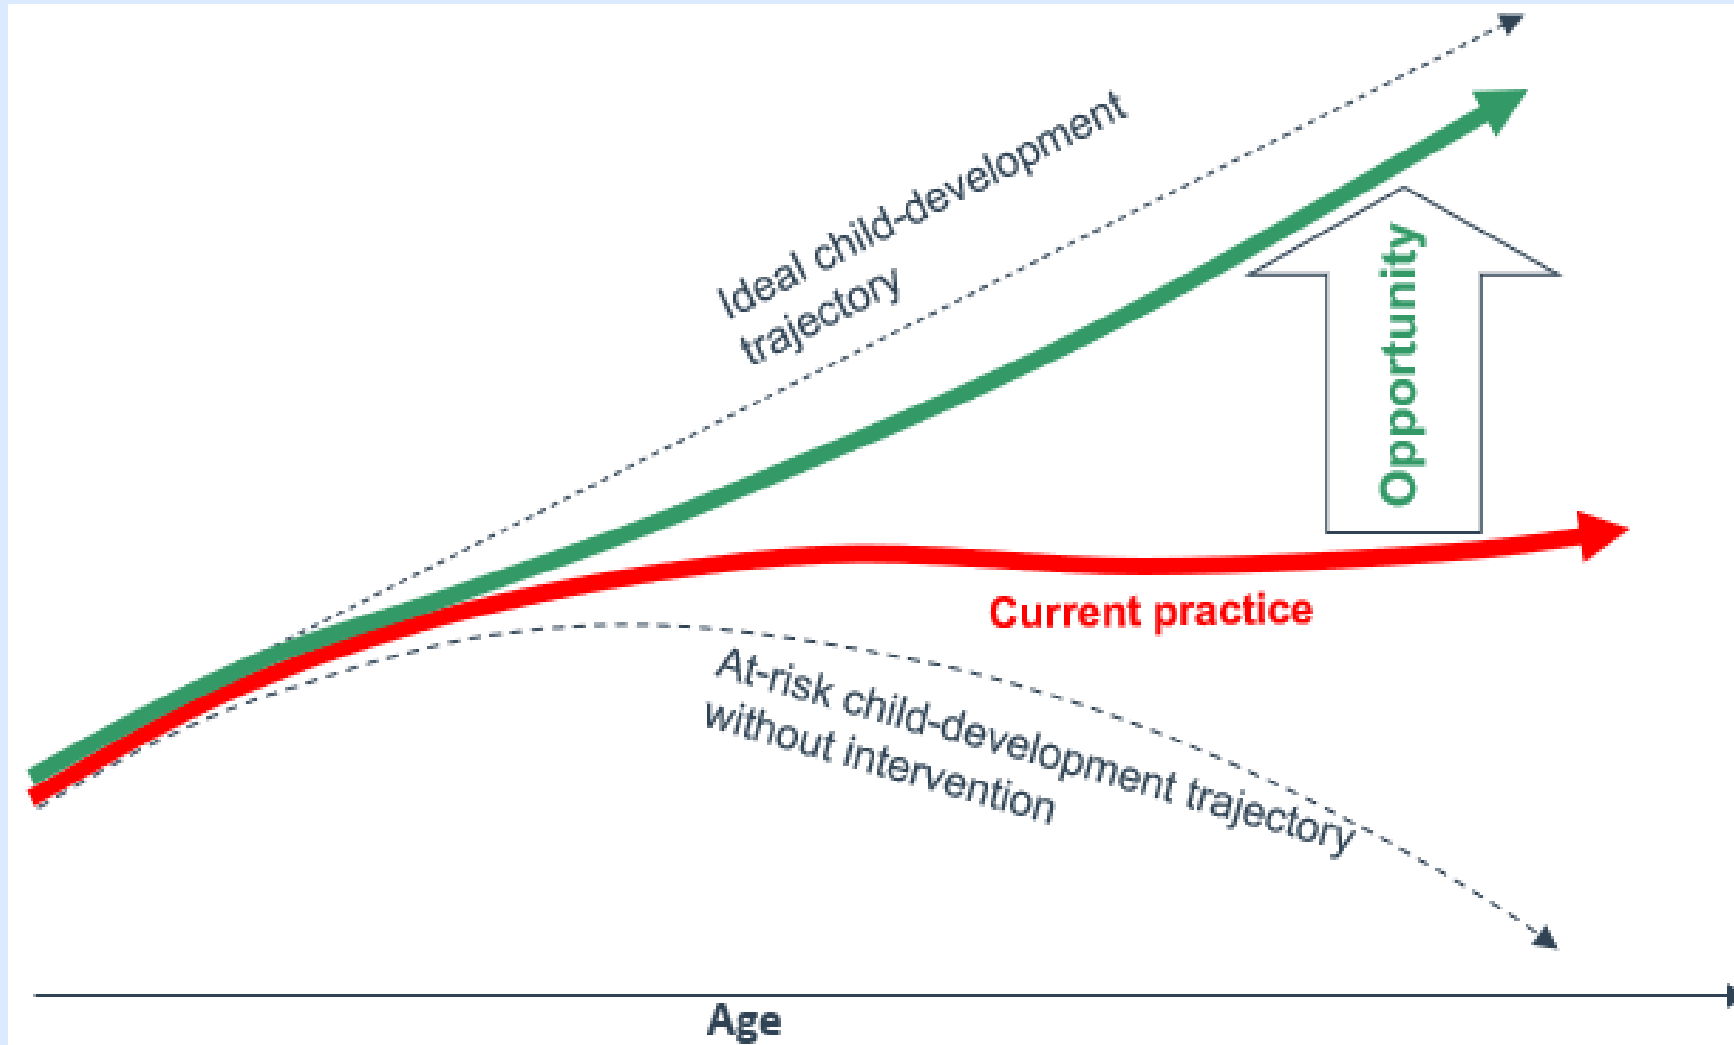 Ideal child-development
trajectory
Opportunity
Current practice
At-risk child-development trajectory
without intervention
Age